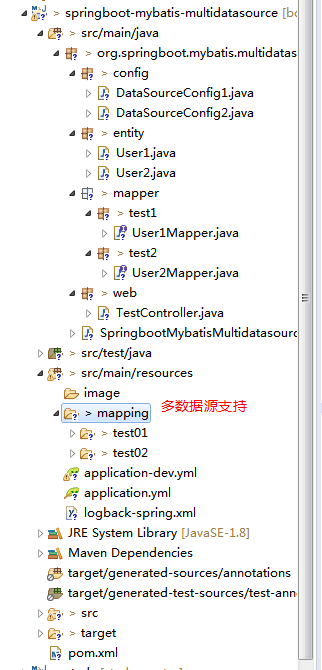 > springboot-mybatis-multidatasource [bo
> src/main/java
> org.springboot.mybatis.multidatas
> config
DataSourceConfig1.java
DataSourceConfig2.java
> entity
User1.java
User2.java
> mapper
> test1
User1Mapper.java
> test2
User2Mapper.java
> web
TestController.java
> SpringbootMybatisMultidatasour
> src/test/java
> src/main/resources
image
> mapping 多数据源支持
> test01
> test02
application-dev.yml
application.yml
logback-spring.xml
JRE System Library [JavaSE-1.8]
Maven Dependencies
target/generated-sources/annotations
target/generated-test-sources/test-ann
> src
> target
pom.xml